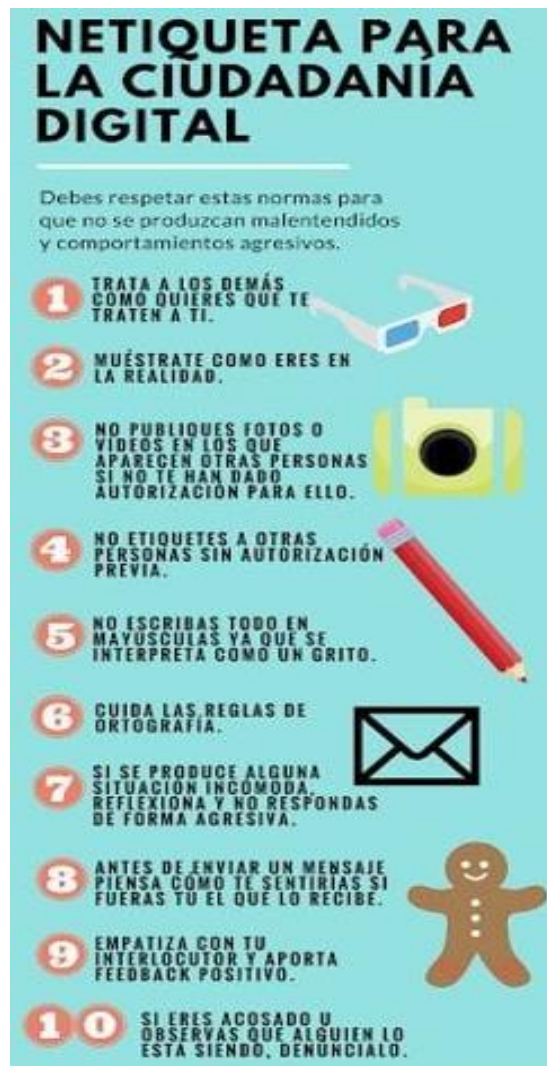 NETIQUETA PARA
LA CIUDADANÍA
DIGITAL
Debes respetar estas normas para
que no se produzcan malentendidos
y comportamientos agresivos.
1 TRATA A LOS DEMÁS
COMO QUIERES QUE TE
TRATEN A TI.
2 MUÉSTRATE COMO ERES EN
LA REALIDAD.
3 NO PUBLIQUES FOTOS O
VIDEOS EN LOS QUE
APARECEN OTRAS PERSONAS
SI NO TE HAN DADO
AUTORIZACIÓN PARA ELLO.
4 NO ETIQUETES A OTRAS
PERSONAS SIN AUTORIZACIÓN
PREVIA.
5 NO ESCRIBAS TODO EN
MAYÚSCULAS YA QUE SE
INTERPRETA COMO UN GRITO.
6 CUIDA LAS REGLAS DE
ORTOGRAFÍA.
7 SI SE PRODUCE ALGUNA
SITUACIÓN INCÓMODA,
REFLEXIONA Y NO RESPONDAS
DE FORMA AGRESIVA.
8 ANTES DE ENVIAR UN MENSAJE
PIENSA CÓMO TE SENTIRÍAS SI
FUERAS TÚ EL QUE LO RECIBE.
9 EMPATIZA CON TU
INTERLOCUTOR Y APORTA
FEEDBACK POSITIVO.
10 SI ERES ACOSADO U
OBSERVAS QUE ALGUIEN LO
ESTA SIENDO, DENÚNCIALO.